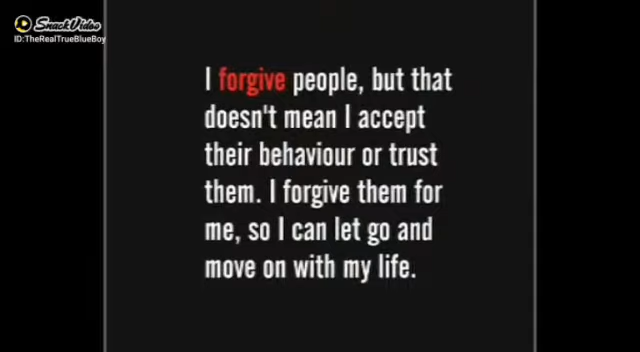 SnackVideo
ID:TheRealTrueBlueBoy
I forgive people, but that
doesn't mean I accept
their behaviour or trust
them. I forgive them for
me, so I can let go and
move on with my life.